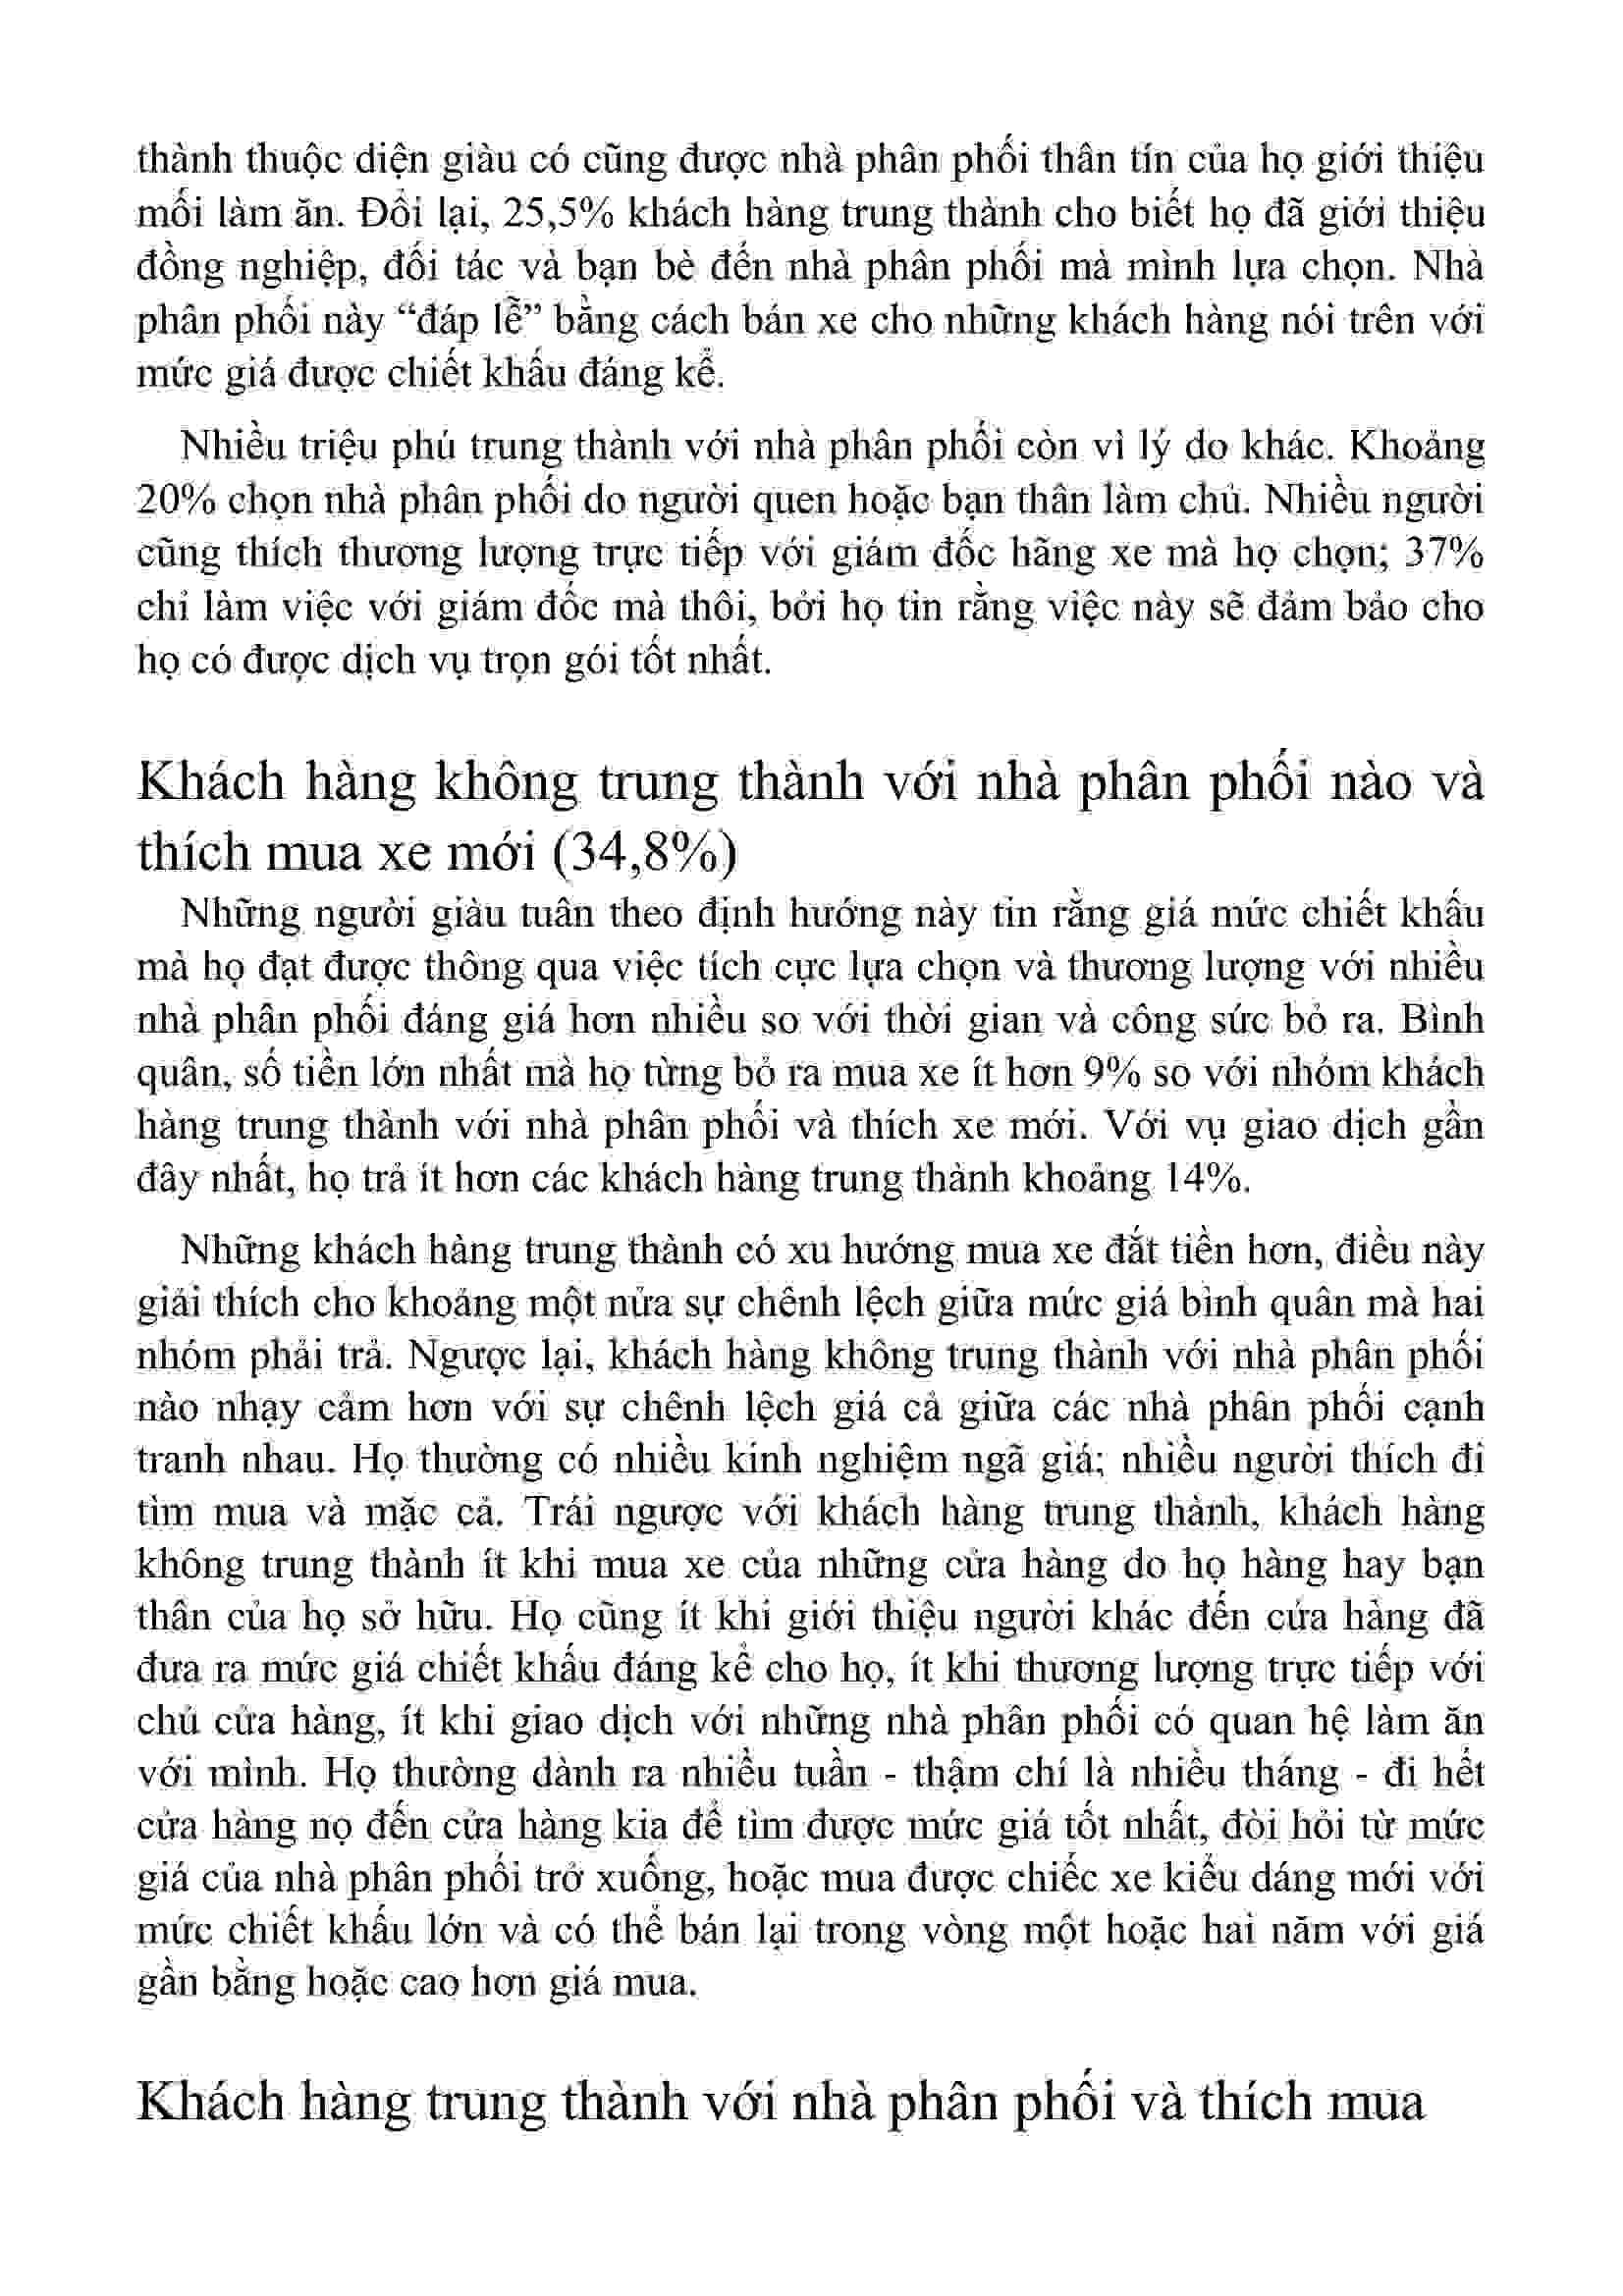 thành thuộc diện giàu có cũng được nhà phân phối thân tín của họ giới thiệu
mối làm ăn. Đổi lại, 25,5% khách hàng trung thành cho biết họ đã giới thiệu
đồng nghiệp, đối tác và bạn bè đến nhà phân phối mà mình lựa chọn. Nhà
phân phối này “đáp lễ” bằng cách bán xe cho những khách hàng nói trên với
mức giá được chiết khấu đáng kể.
Nhiều triệu phú trung thành với nhà phân phối còn vì lý do khác. Khoảng
20% chọn nhà phân phối do người quen hoặc bạn thân làm chủ. Nhiều người
cũng thích thương lượng trực tiếp với giám đốc hãng xe mà họ chọn; 37%
chỉ làm việc với giám đốc mà thôi, bởi họ tin rằng việc này sẽ đảm bảo cho
họ có được dịch vụ trọn gói tốt nhất.
Khách hàng không trung thành với nhà phân phối nào và
thích mua xe mới (34,8%)
Những người giàu tuân theo định hướng này tin rằng giá mức chiết khấu
mà họ đạt được thông qua việc tích cực lựa chọn và thương lượng với nhiều
nhà phân phối đáng giá hơn nhiều so với thời gian và công sức bỏ ra. Bình
quân, số tiền lớn nhất mà họ từng bỏ ra mua xe ít hơn 9% so với nhóm khách
hàng trung thành với nhà phân phối và thích xe mới. Với vụ giao dịch gần
đây nhất, họ trả ít hơn các khách hàng trung thành khoảng 14%.
Những khách hàng trung thành có xu hướng mua xe đắt tiền hơn, điều này
giải thích cho khoảng một nửa sự chênh lệch giữa mức giá bình quân mà hai
nhóm phải trả. Ngược lại, khách hàng không trung thành với nhà phân phối
nào nhạy cảm hơn với sự chênh lệch giá cả giữa các nhà phân phối cạnh
tranh nhau. Họ thường có nhiều kinh nghiệm ngã giá; nhiều người thích đi
tìm mua và mặc cả. Trái ngược với khách hàng trung thành, khách hàng
không trung thành ít khi mua xe của những cửa hàng do họ hàng hay bạn
thân của họ sở hữu. Họ cũng ít khi giới thiệu người khác đến cửa hàng đã
đưa ra mức giá chiết khấu đáng kể cho họ, ít khi thương lượng trực tiếp với
chủ cửa hàng, ít khi giao dịch với những nhà phân phối có quan hệ làm ăn
với mình. Họ thường dành ra nhiều tuần - thậm chí là nhiều tháng - đi hết
cửa hàng nọ đến cửa hàng kia để tìm được mức giá tốt nhất, đòi hỏi từ mức
giá của nhà phân phối trở xuống, hoặc mua được chiếc xe kiểu dáng mới với
mức chiết khấu lớn và có thể bán lại trong vòng một hoặc hai năm với giá
gần bằng hoặc cao hơn giá mua.
Khách hàng trung thành với nhà phân phối và thích mua